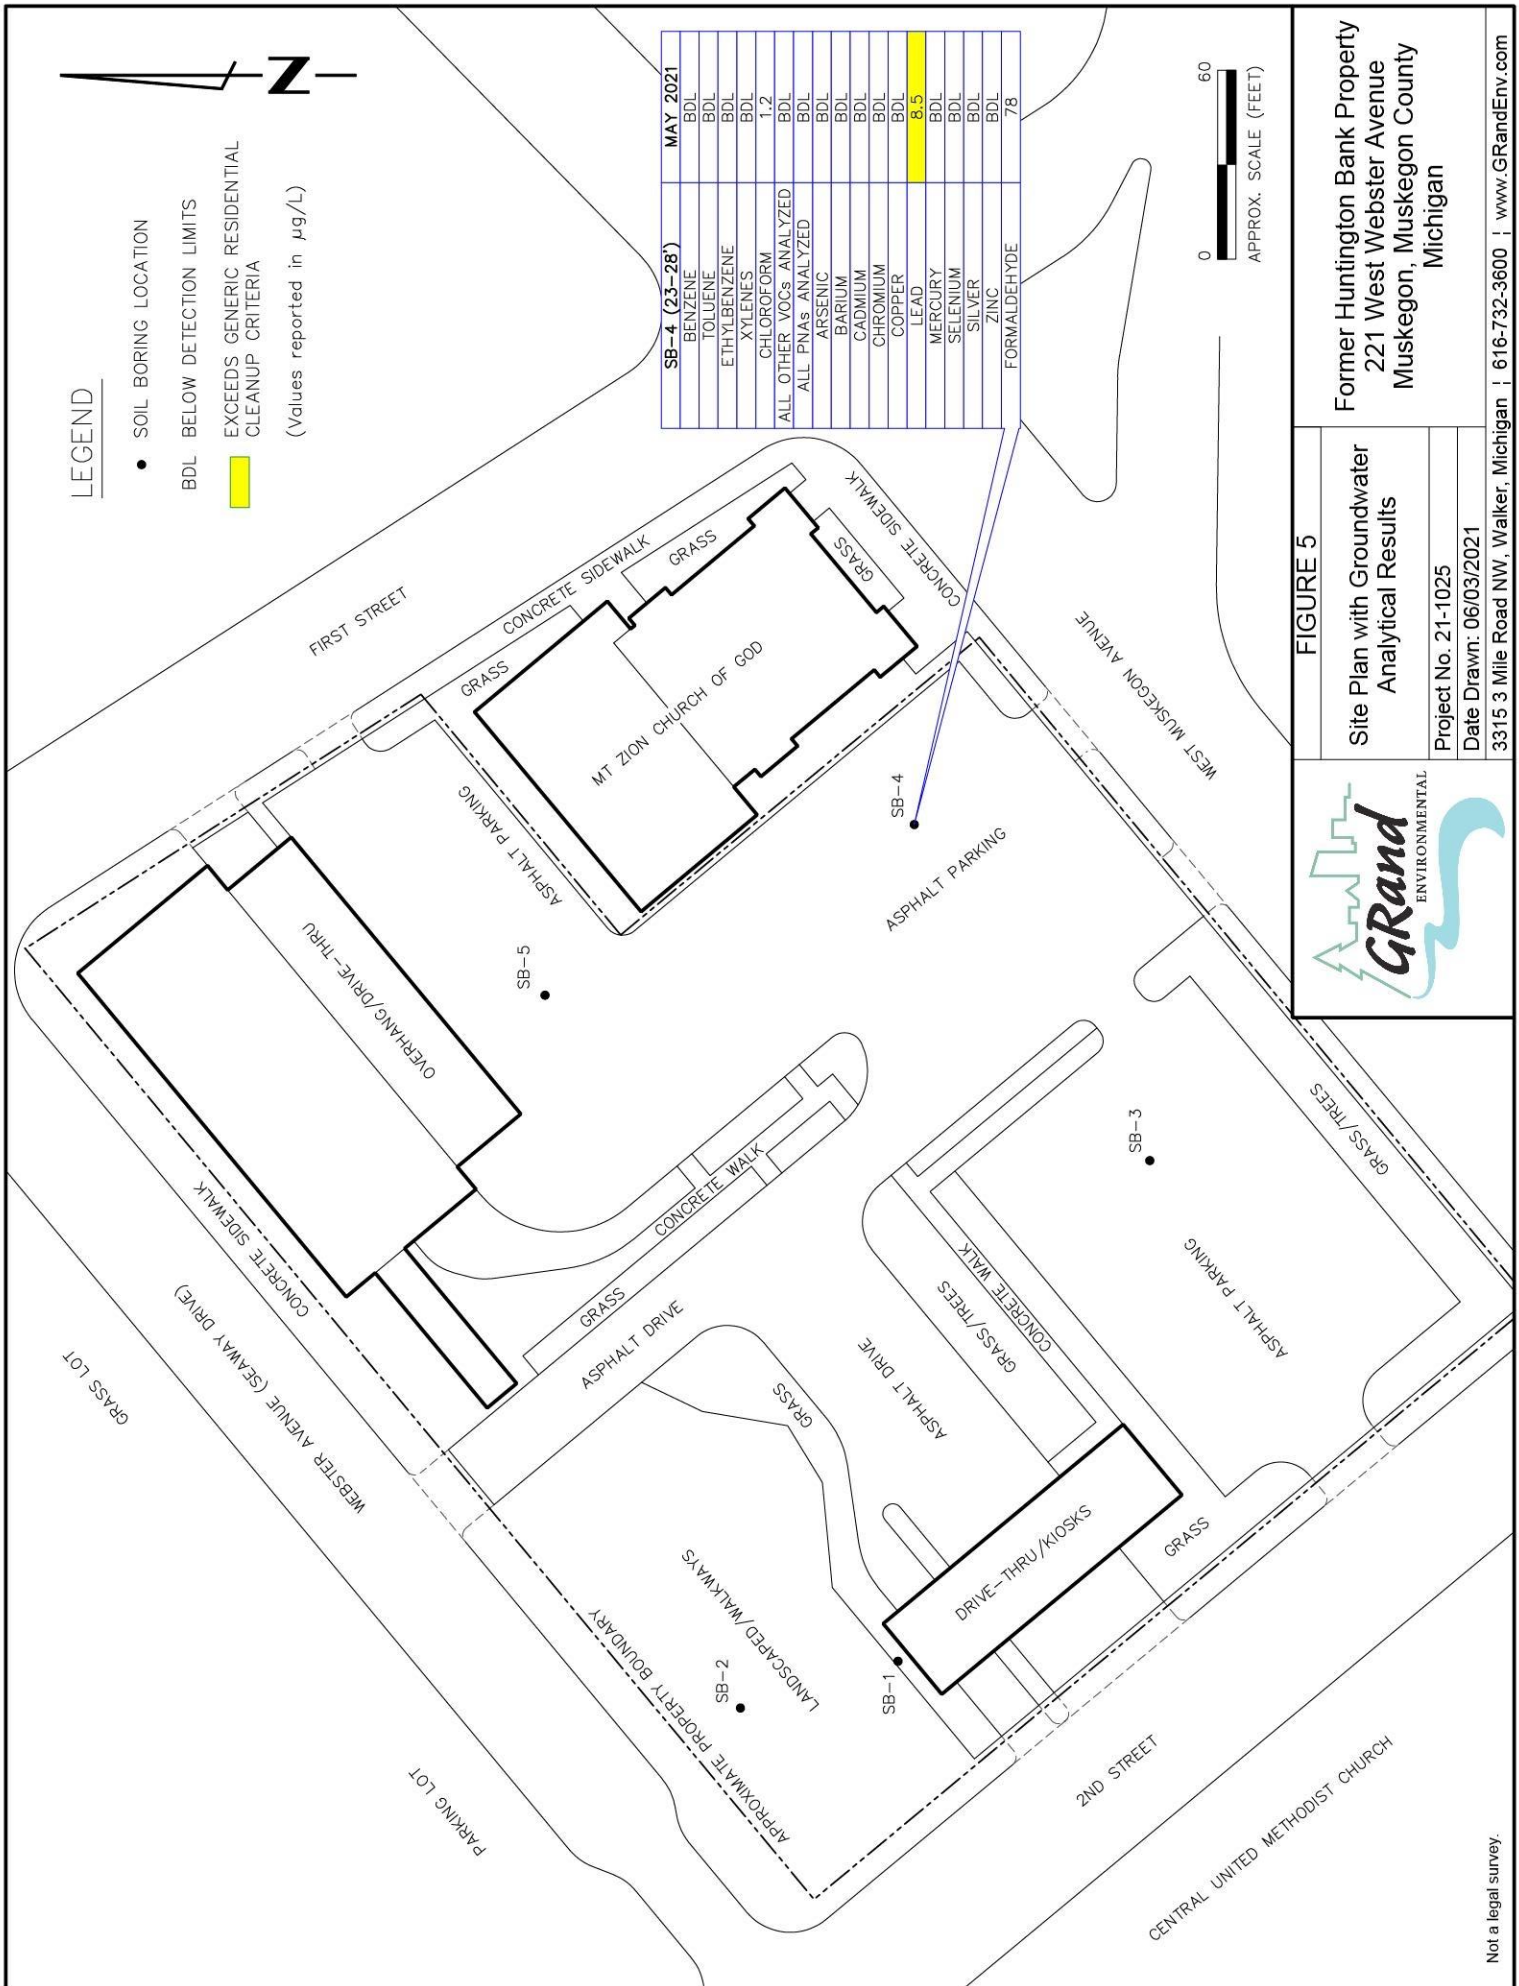 LEGEND
SOIL BORING LOCATION
BDL BELOW DETECTION LIMITS
EXCEEDS GENERIC RESIDENTIAL
CLEANUP CRITERIA
(Values reported in µg/L)
N
SB-4 (23-28') MAY 2021
BENZENE BDL
TOLUENE BDL
ETHYLBENZENE BDL
XYLENES BDL
CHLOROFORM 1.2
ALL OTHER VOCs ANALYZED BDL
ALL PNAs ANALYZED BDL
ARSENIC BDL
BARIUM BDL
CADMIUM BDL
CHROMIUM BDL
COPPER BDL
LEAD 8.5
MERCURY BDL
SELENIUM BDL
SILVER BDL
ZINC BDL
FORMALDEHYDE 78
0 60
APPROX. SCALE (FEET)
FIRST STREET
CONCRETE SIDEWALK
GRASS
GRASS
GRASS
CONCRETE SIDEWALK
MT ZION CHURCH OF GOD
WEST MUSKEGON AVENUE
ASPHALT PARKING
SB-4
ASPHALT PARKING
OVERHANG/DRIVE-THRU
SB-5
CONCRETE SIDEWALK
WEBSTER AVENUE (SEAWAY DRIVE)
GRASS LOT
CONCRETE WALK
GRASS
ASPHALT DRIVE
SB-3
GRASS/TREES
ASPHALT PARKING
CONCRETE WALK
GRASS/TREES
ASPHALT DRIVE
GRASS
LANDSCAPED/WALKWAYS
APPROXIMATE PROPERTY BOUNDARY
SB-2
SB-1
DRIVE-THRU/KIOSKS
GRASS
2ND STREET
PARKING LOT
CENTRAL UNITED METHODIST CHURCH
Not a legal survey.
GRand
ENVIRONMENTAL
FIGURE 5
Site Plan with Groundwater
Analytical Results
Project No. 21-1025
Date Drawn: 06/03/2021
Former Huntington Bank Property
221 West Webster Avenue
Muskegon, Muskegon County
Michigan
3315 3 Mile Road NW, Walker, Michigan ¦ 616-732-3600 ¦ www.GRandEnv.com